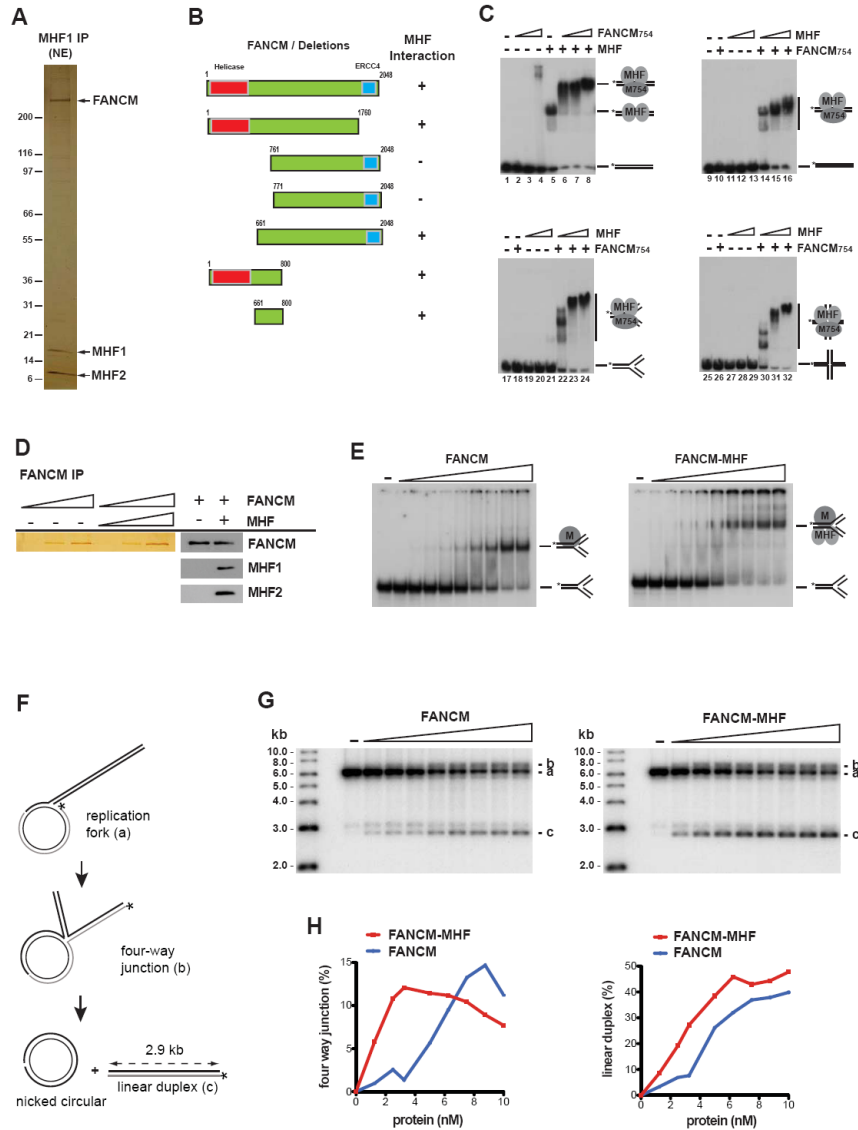 A
MHF1 IP
(NE)
FANCM
200
116
97
66
55
36
31
21
14
6
MHF1
MHF2
B
FANCM / Deletions
MHF
Interaction
Helicase
ERCC4
1
2048
+
1
1760
+
761
2048
-
771
2048
-
661
2048
+
1
800
+
661
800
+
C
- - FANCM754
- - - - + + + + MHF
MHF
M754
*
MHF
*
*
1 2 3 4 5 6 7 8
- - - MHF
- + - - - + + + FANCM754
MHF
M754
*
9 10 11 12 13 14 15 16
- - MHF
- + - - - + + + FANCM754
MHF
M754
*
*
17 18 19 20 21 22 23 24
- - - MHF
- + - - - + + + FANCM754
MHF
M754
*
25 26 27 28 29 30 31 32
D
FANCM IP
+ + FANCM
- - - - + MHF
FANCM
MHF1
MHF2
E
FANCM
-
M
*
*
FANCM-MHF
-
M
*
MHF
*
F
*
replication
fork (a)
*
four-way
junction (b)
2.9 kb
+
*
nicked circular
linear duplex (c)
G
FANCM
kb
-
10.0 -
8.0 -
6.0 -
5.0 -
4.0 -
3.0 -
2.0 -
- b
- a
- c
FANCM-MHF
kb
-
10.0 -
8.0 -
6.0 -
5.0 -
4.0 -
3.0 -
2.0 -
- b
- a
- c
H
FANCM-MHF
FANCM
four way junction (%)
15
10
5
0
0 2 4 6 8 10
protein (nM)
FANCM-MHF
FANCM
linear duplex (%)
50
40
30
20
10
0
0 2 4 6 8 10
protein (nM)